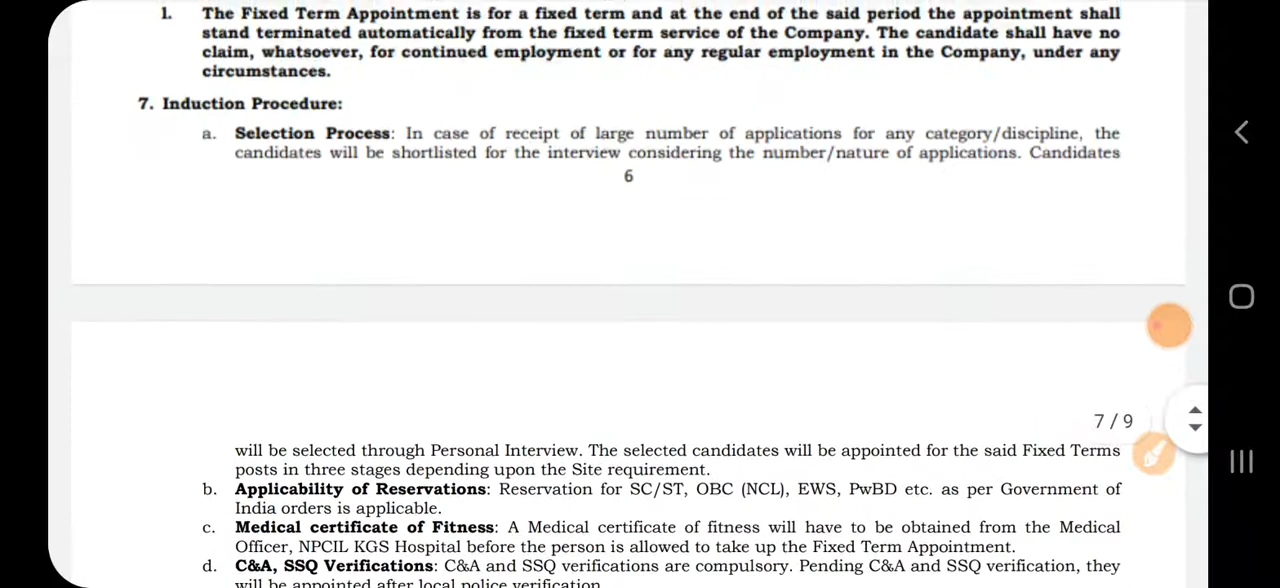 l. The Fixed Term Appointment is for a fixed term and at the end of the said period the appointment shall
stand terminated automatically from the fixed term service of the Company. The candidate shall have no
claim, whatsoever, for continued employment or for any regular employment in the Company, under any
circumstances.
7. Induction Procedure:
a. Selection Process: In case of receipt of large number of applications for any category/discipline, the
candidates will be shortlisted for the interview considering the number/nature of applications. Candidates
6
7 / 9
will be selected through Personal Interview. The selected candidates will be appointed for the said Fixed Terms
posts in three stages depending upon the Site requirement.
b. Applicability of Reservations: Reservation for SC/ST, OBC (NCL), EWS, PwBD etc. as per Government of
India orders is applicable.
c. Medical certificate of Fitness: A Medical certificate of fitness will have to be obtained from the Medical
Officer, NPCIL KGS Hospital before the person is allowed to take up the Fixed Term Appointment.
d. C&A, SSQ Verifications: C&A and SSQ verifications are compulsory. Pending C&A and SSQ verification, they
will be appointed after local police verification.